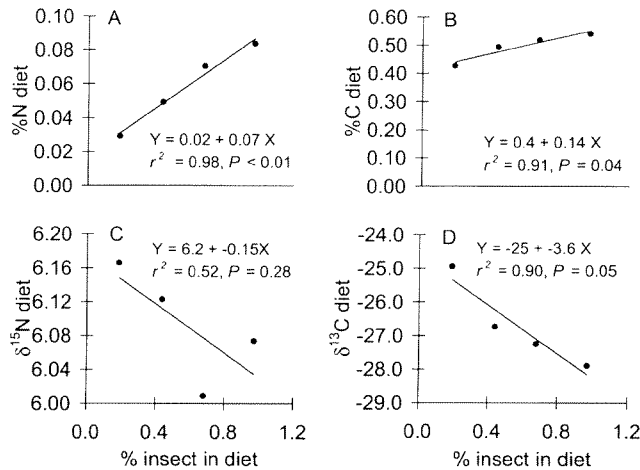 A
%N diet
0.10
0.08
0.06
0.04
0.02
0.00
Y = 0.02 + 0.07 X
r² = 0.98, P < 0.01
B
%C diet
0.60
0.50
0.40
0.30
0.20
0.10
0.00
Y = 0.4 + 0.14 X
r² = 0.91, P = 0.04
C
δ¹⁵N diet
6.20
6.16
6.12
6.08
6.04
6.00
Y = 6.2 + -0.15X
r² = 0.52, P = 0.28
0.0 0.4 0.8 1.2
% insect in diet
D
δ¹³C diet
-24.0
-25.0
-26.0
-27.0
-28.0
-29.0
Y = -25 + -3.6 X
r² = 0.90, P = 0.05
0.0 0.4 0.8 1.2
% insect in diet